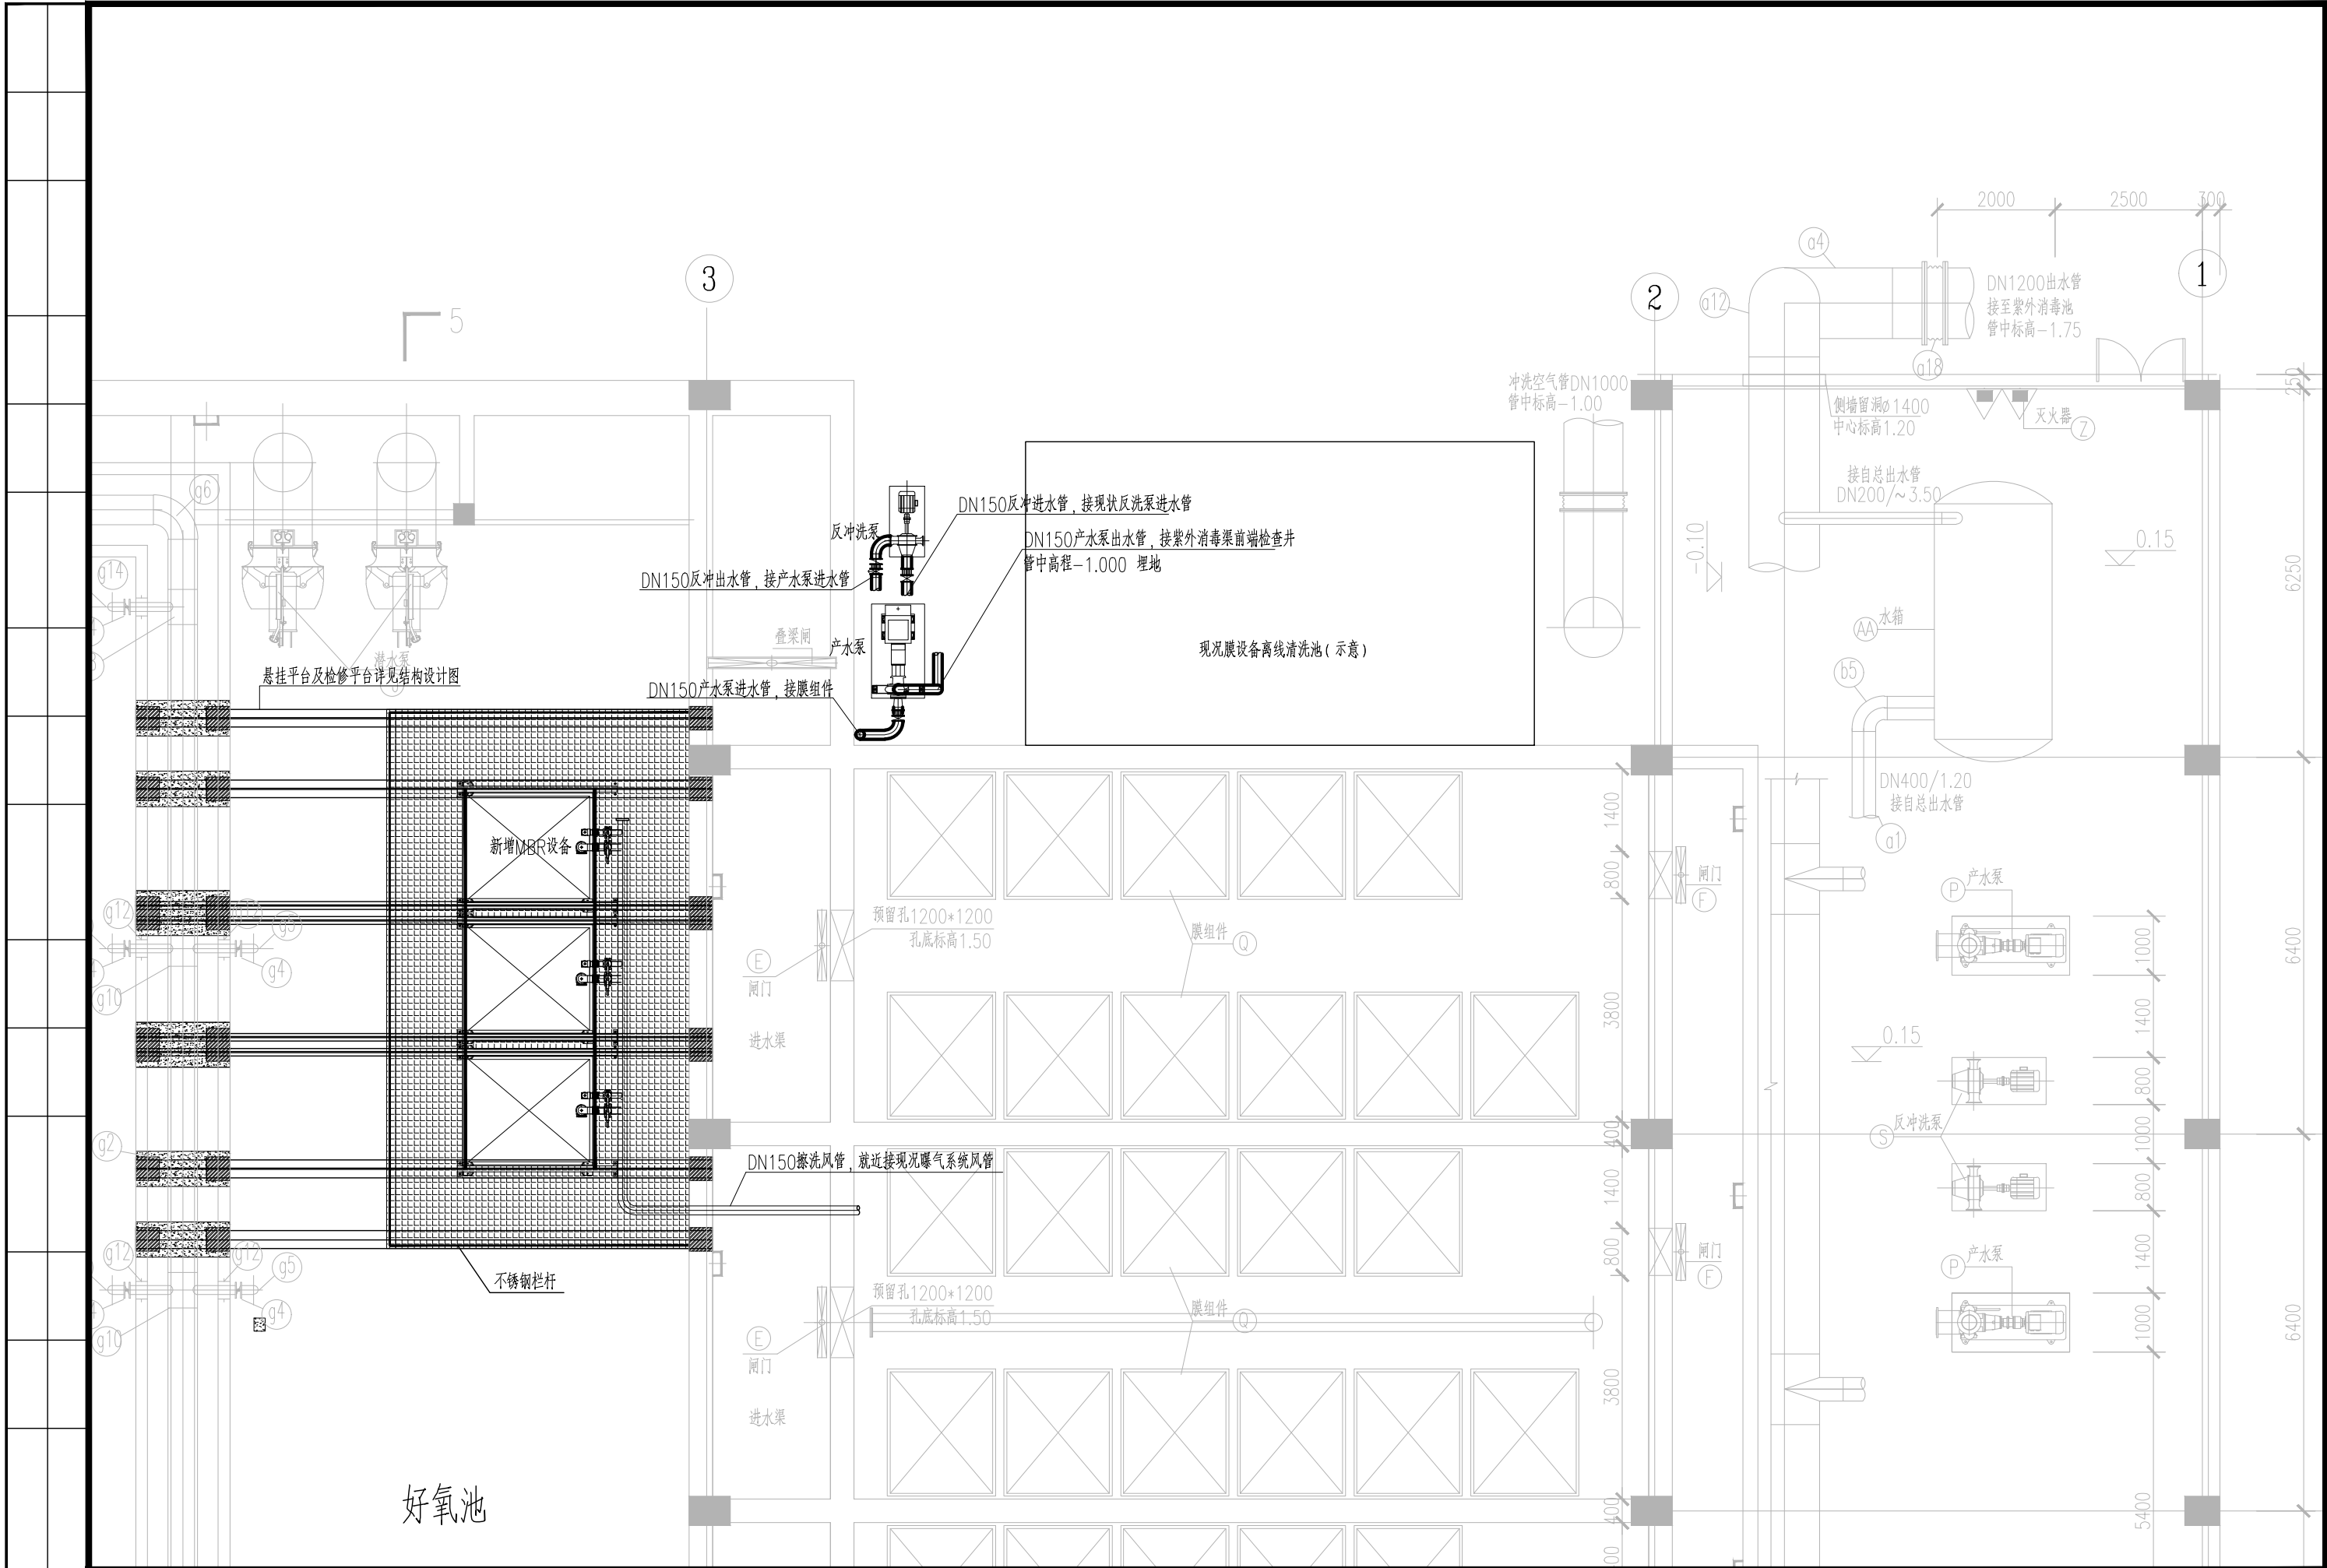 2000
2500
300
a4
3
2
1
g12
5
DN1200出水管
接至紫外消毒池
管中标高-1.75
g18
冲洗空气管DN1000
管中标高-1.00
250
侧墙留洞ø1400
中心标高1.20
灭火器
Z
接自总出水管
DN200/~3.50
g6
DN150反冲进水管，接现状反洗泵进水管
反冲洗泵
DN150产水泵出水管，接紫外消毒渠前端检查井
管中高程-1.000 埋地
-0.10
0.15
6250
g14
DN150反冲出水管，接产水泵进水管
AA
水箱
叠梁闸
产水泵
现况膜设备离线清洗池(示意)
潜水泵
悬挂平台及检修平台详见结构设计图
DN150产水泵进水管，接膜组件
b5
DN400/1.20
接自总出水管
a1
1400
新增MBR设备
800
闸门
F
P
产水泵
g12
g12
g5
预留孔1200*1200
孔底标高1.50
膜组件
Q
1000
6400
E
闸门
g4
g10
3800
1400
进水渠
0.15
800
g2
S
反冲洗泵
1000
400
DN150擦洗风管，就近接现况曝气系统风管
1400
800
g12
g12
g5
800
闸门
F
P
产水泵
1400
不锈钢栏杆
预留孔1200*1200
孔底标高1.50
膜组件
Q
g4
g10
E
闸门
1000
6400
3800
进水渠
好氧池
400
5400